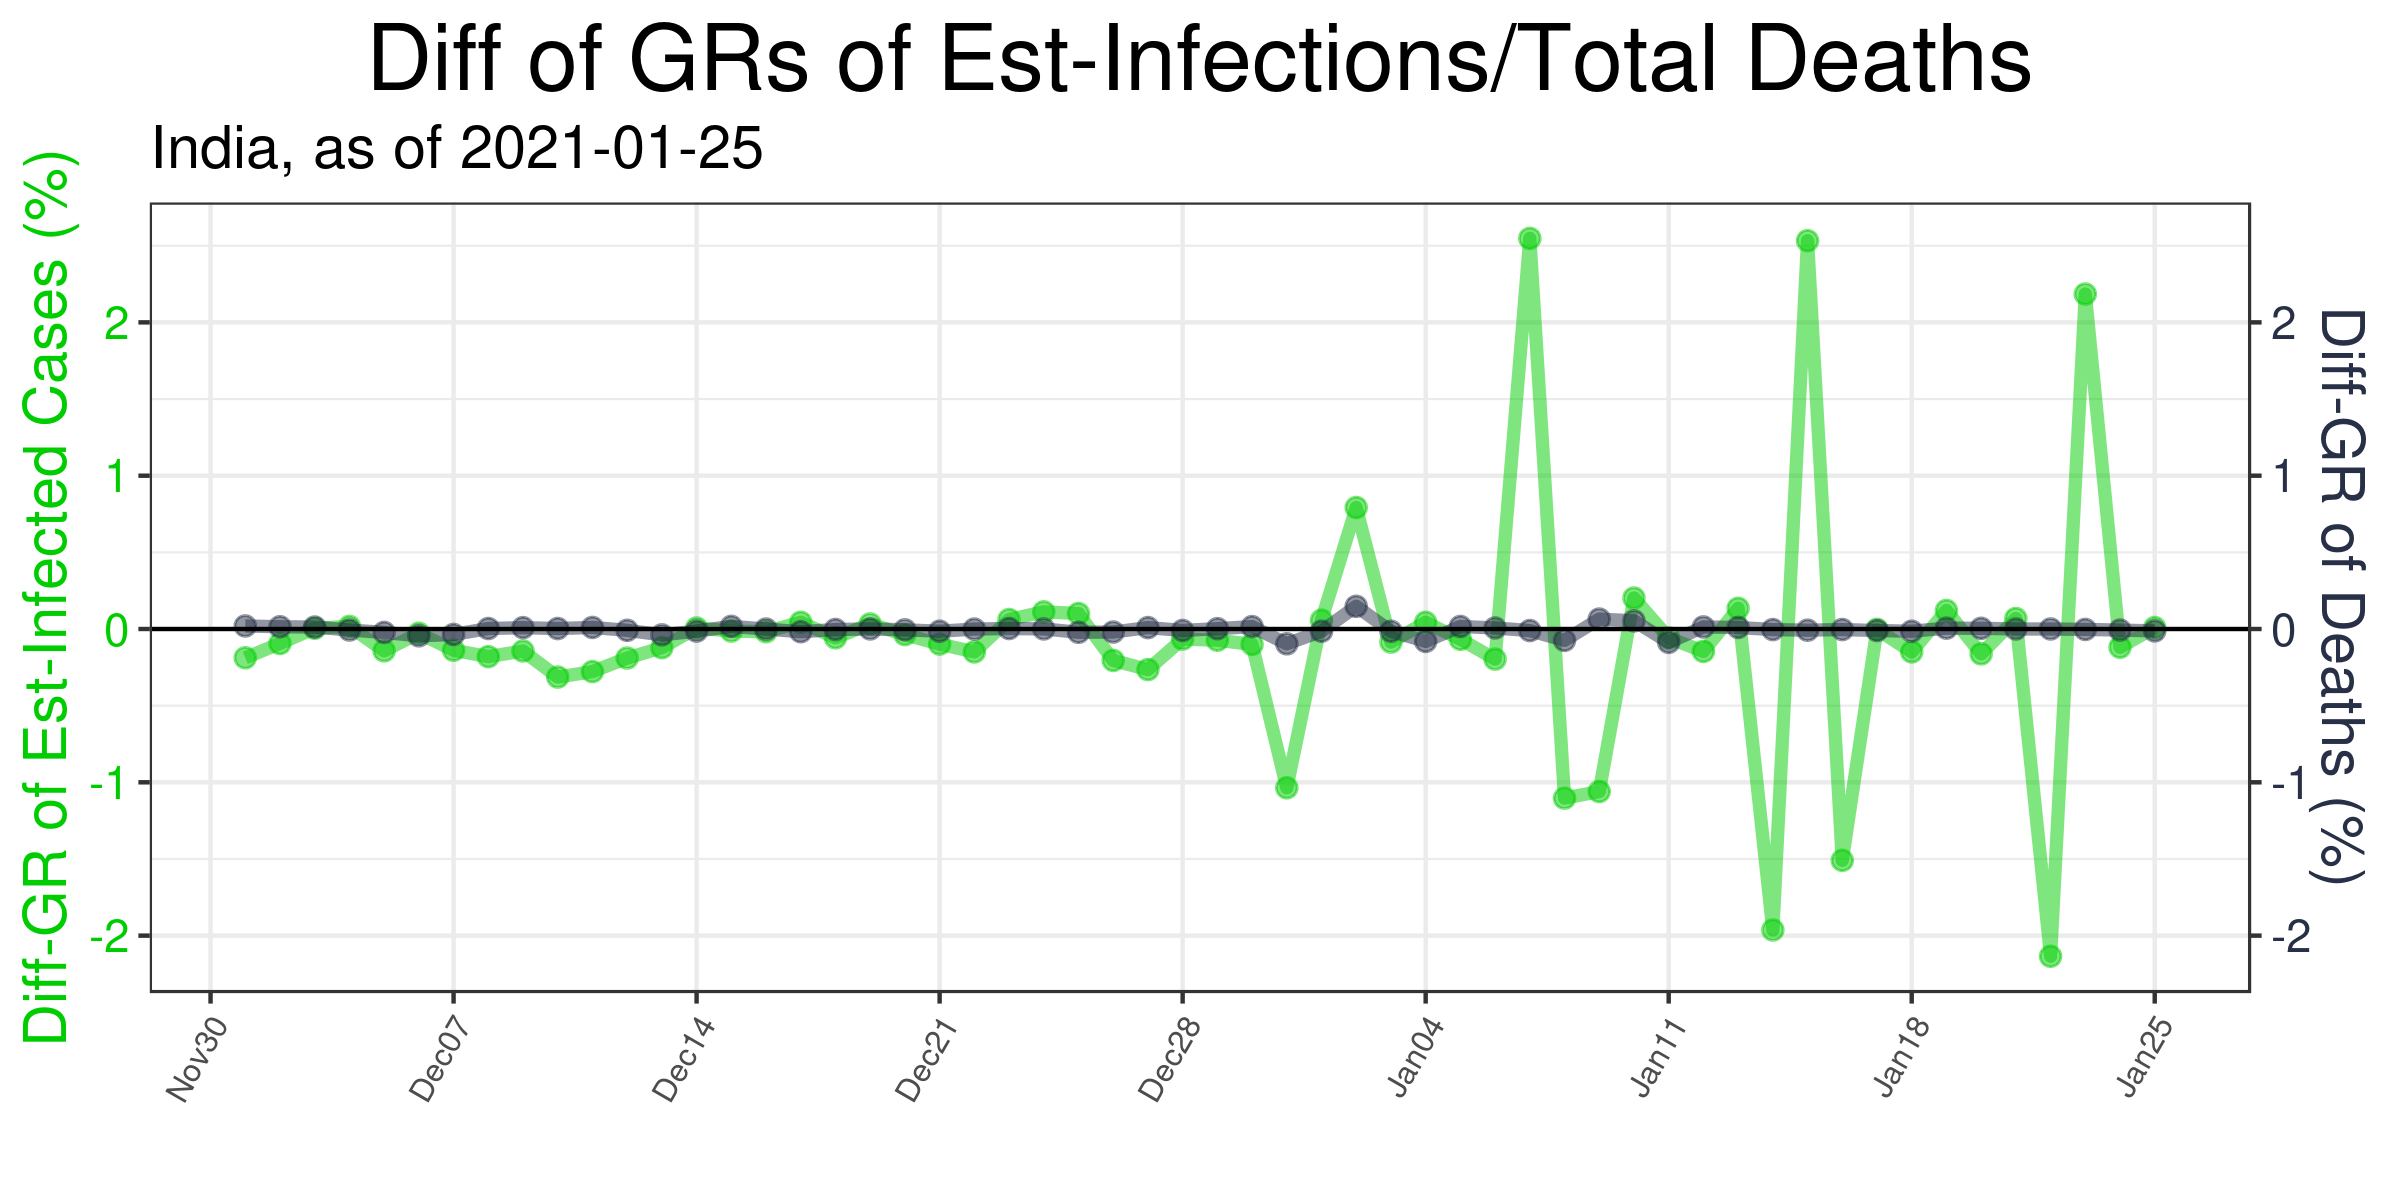 Diff of GRs of Est-Infections/Total Deaths
India, as of 2021-01-25
Diff-GR of Est-Infected Cases (%)
2
1
0
-1
-2
2
1
0
-1
-2
Diff-GR of Deaths (%)
Nov30
Dec07
Dec14
Dec21
Dec28
Jan04
Jan11
Jan18
Jan25